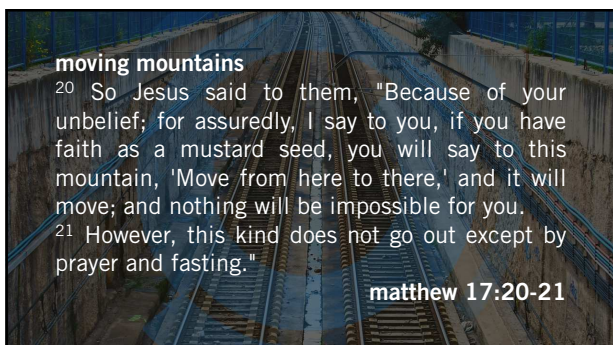 moving mountains
20 So Jesus said to them, "Because of your
unbelief; for assuredly, I say to you, if you have
faith as a mustard seed, you will say to this
mountain, 'Move from here to there,' and it will
move; and nothing will be impossible for you.
21 However, this kind does not go out except by
prayer and fasting."
matthew 17:20-21